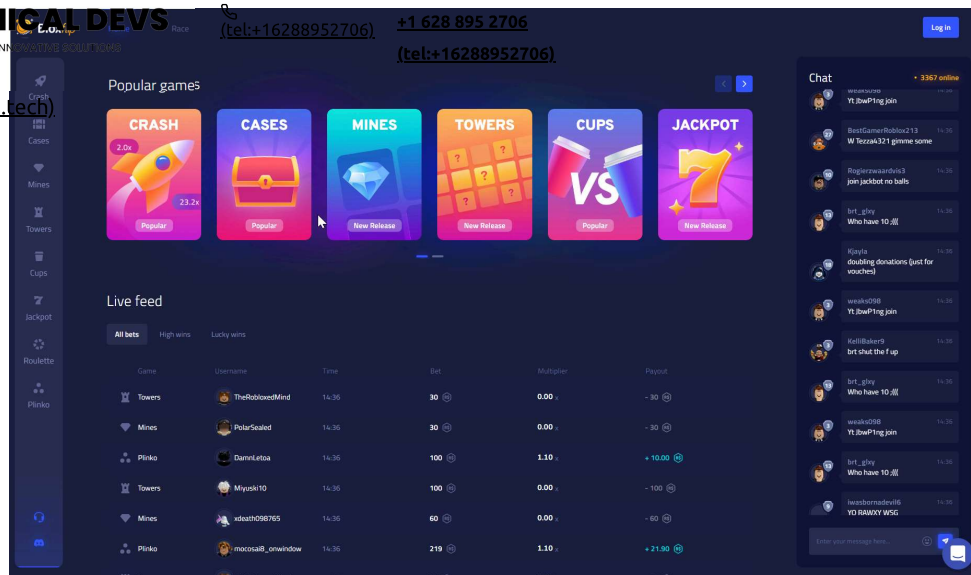 ICAL DEVS
INNOVATIVE SOLUTIONS
(tel:+16288952706)
+1 628 895 2706
(tel:+16288952706)
.tech)
Race
Log in
Crash
Cases
Mines
Towers
Cups
Jackpot
Roulette
Plinko
Popular games
CRASH
2.0x
23.2x
Popular
CASES
Popular
MINES
New Release
TOWERS
? ? ? ?
New Release
CUPS
VS
Popular
JACKPOT
7
New Release
Live feed
All bets High wins Lucky wins
Game Username Time Bet Multiplier Payout
Towers TheRobloxedMind 14:36 30 0.00 x - 30
Mines PolarSealed 14:36 30 0.00 x - 30
Plinko DamnLetoa 14:36 100 1.10 x + 10.00
Towers Miyuski10 14:36 100 0.00 x - 100
Mines xdeath098765 14:36 60 0.00 x - 60
Plinko mocosai8_onwindow 14:36 219 1.10 x + 21.90
Chat • 3367 online
weaks098 14:36
Yt JbwP1ng join
BestGamerRoblox213 14:36
W Tezza4321 gimme some
Rogierzwaardvis3 14:36
join jackbot no balls
brt_glxy 14:36
Who have 10 ;(((
Kjayla 14:36
doubling donations (just for
vouches)
weaks098 14:36
Yt JbwP1ng join
KelliBaker9 14:36
brt shut the f up
brt_glxy 14:36
Who have 10 ;(((
weaks098 14:36
Yt JbwP1ng join
brt_glxy 14:36
Who have 10 ;(((
iwasbornadevil6 14:36
YO RAWXY WSG
Enter your message here...